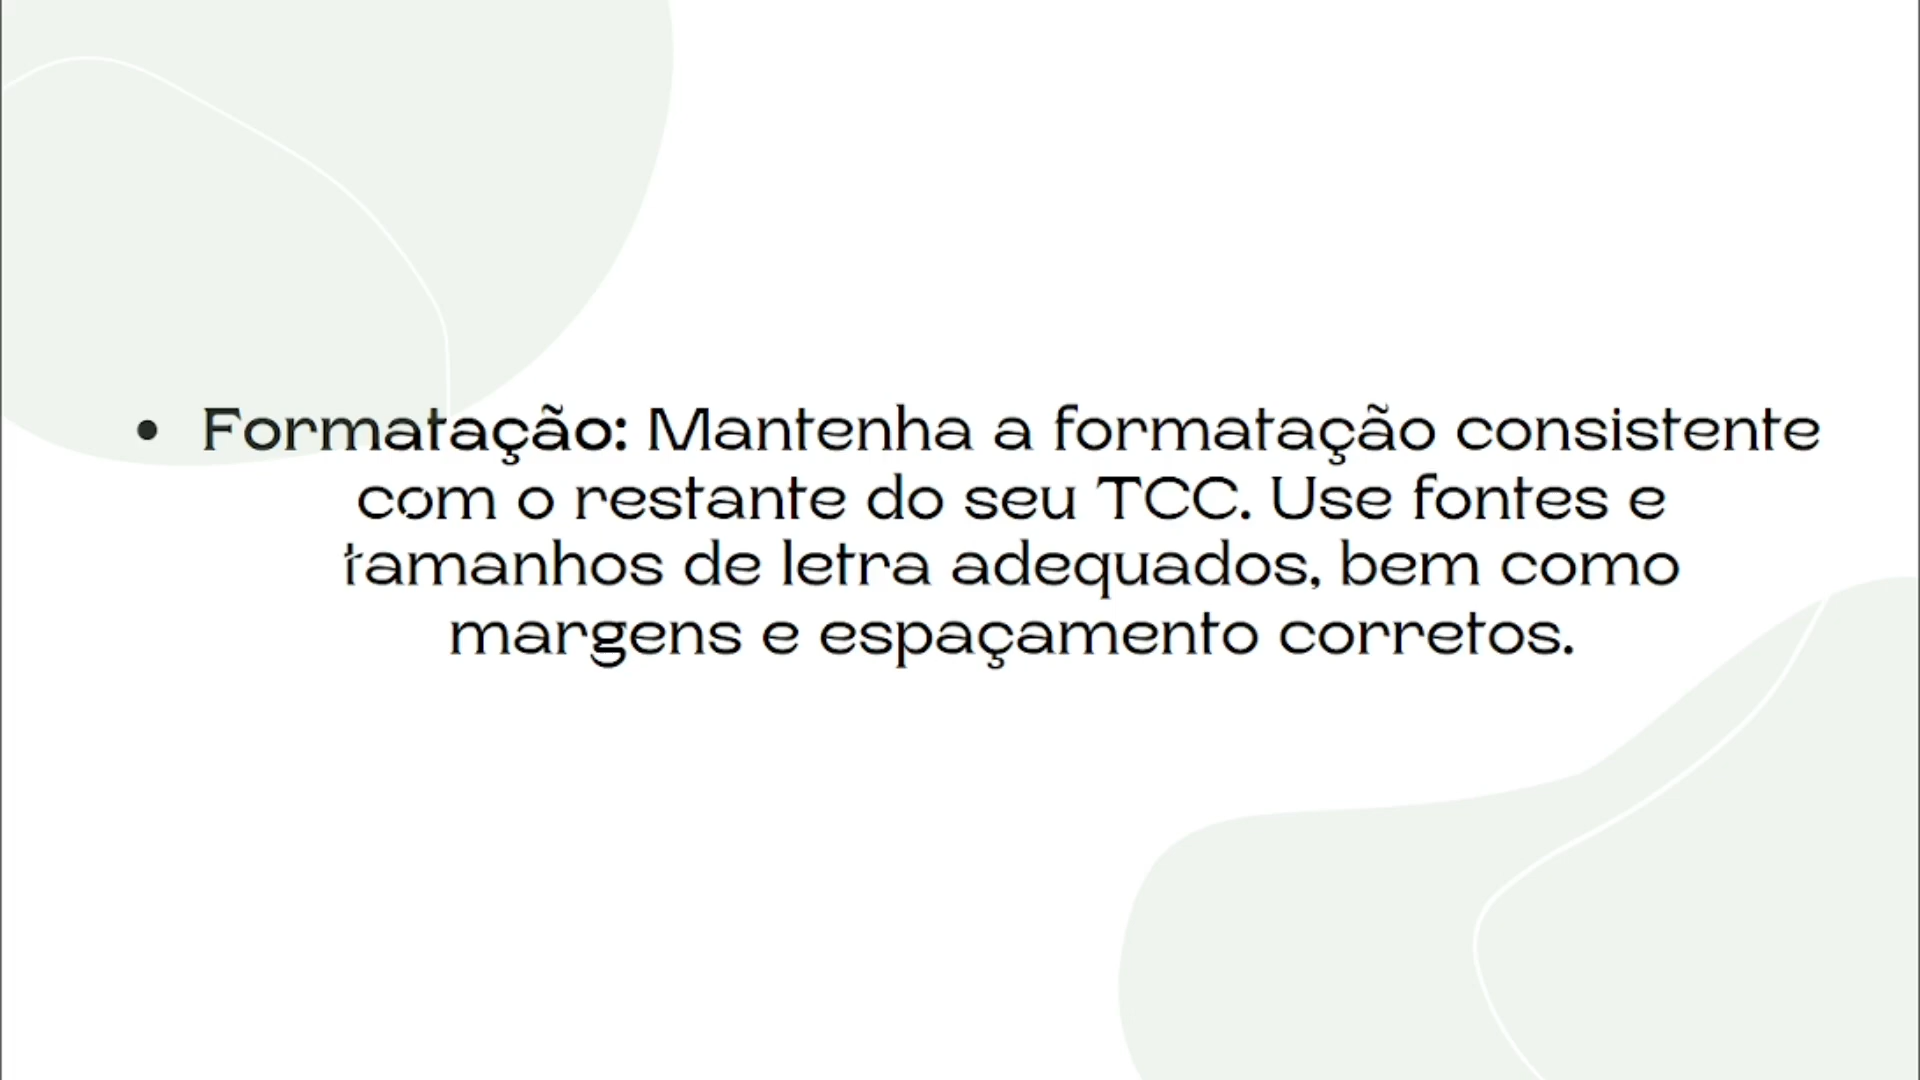 • Formatação: Mantenha a formatação consistente
com o restante do seu TCC. Use fontes e
tamanhos de letra adequados, bem como
margens e espaçamento corretos.